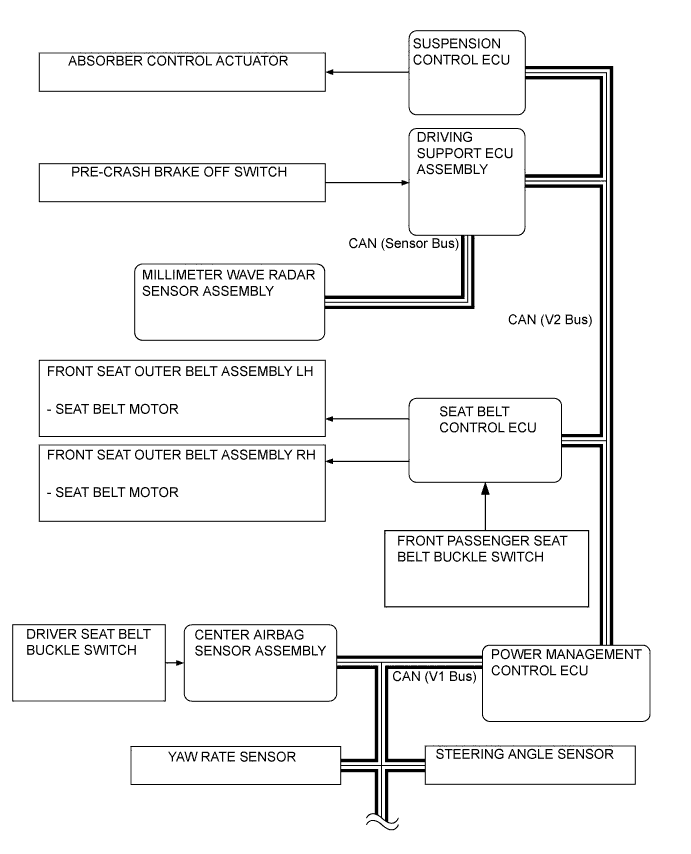 SUSPENSION
CONTROL ECU
ABSORBER CONTROL ACTUATOR
DRIVING
SUPPORT ECU
ASSEMBLY
PRE-CRASH BRAKE OFF SWITCH
CAN (Sensor Bus)
MILLIMETER WAVE RADAR
SENSOR ASSEMBLY
CAN (V2 Bus)
FRONT SEAT OUTER BELT ASSEMBLY LH
- SEAT BELT MOTOR
SEAT BELT
CONTROL ECU
FRONT SEAT OUTER BELT ASSEMBLY RH
- SEAT BELT MOTOR
FRONT PASSENGER SEAT
BELT BUCKLE SWITCH
DRIVER SEAT BELT
BUCKLE SWITCH
CENTER AIRBAG
SENSOR ASSEMBLY
CAN (V1 Bus)
POWER MANAGEMENT
CONTROL ECU
YAW RATE SENSOR
STEERING ANGLE SENSOR